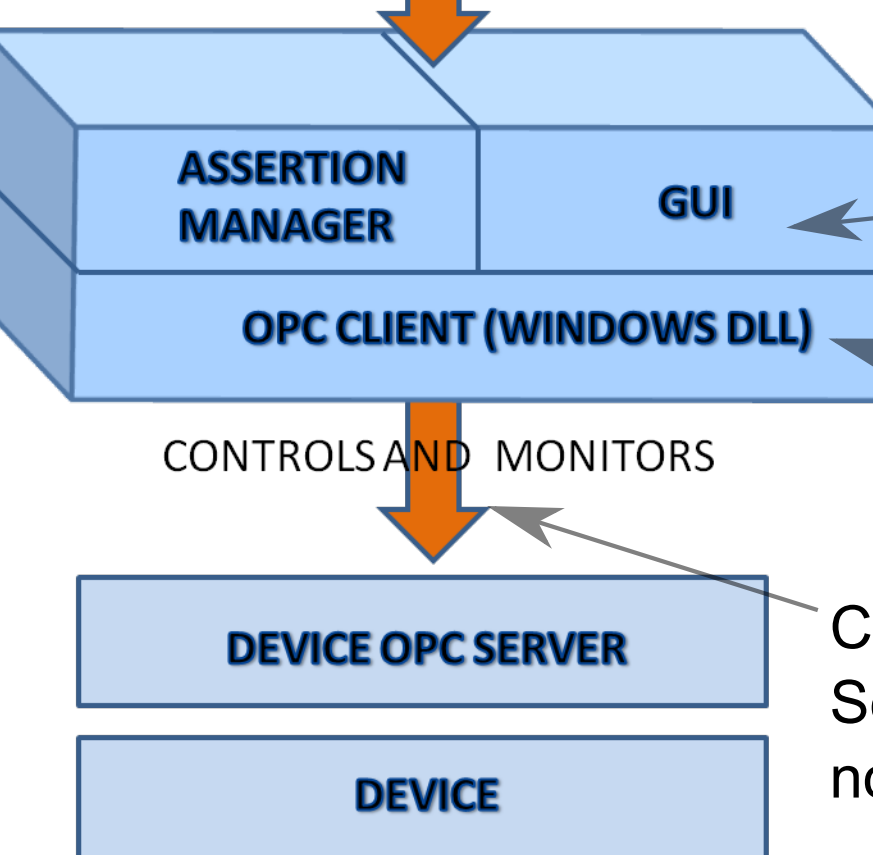 ASSERTION
MANAGER
GUI
OPC CLIENT (WINDOWS DLL)
CONTROLS AND MONITORS
DEVICE OPC SERVER
DEVICE